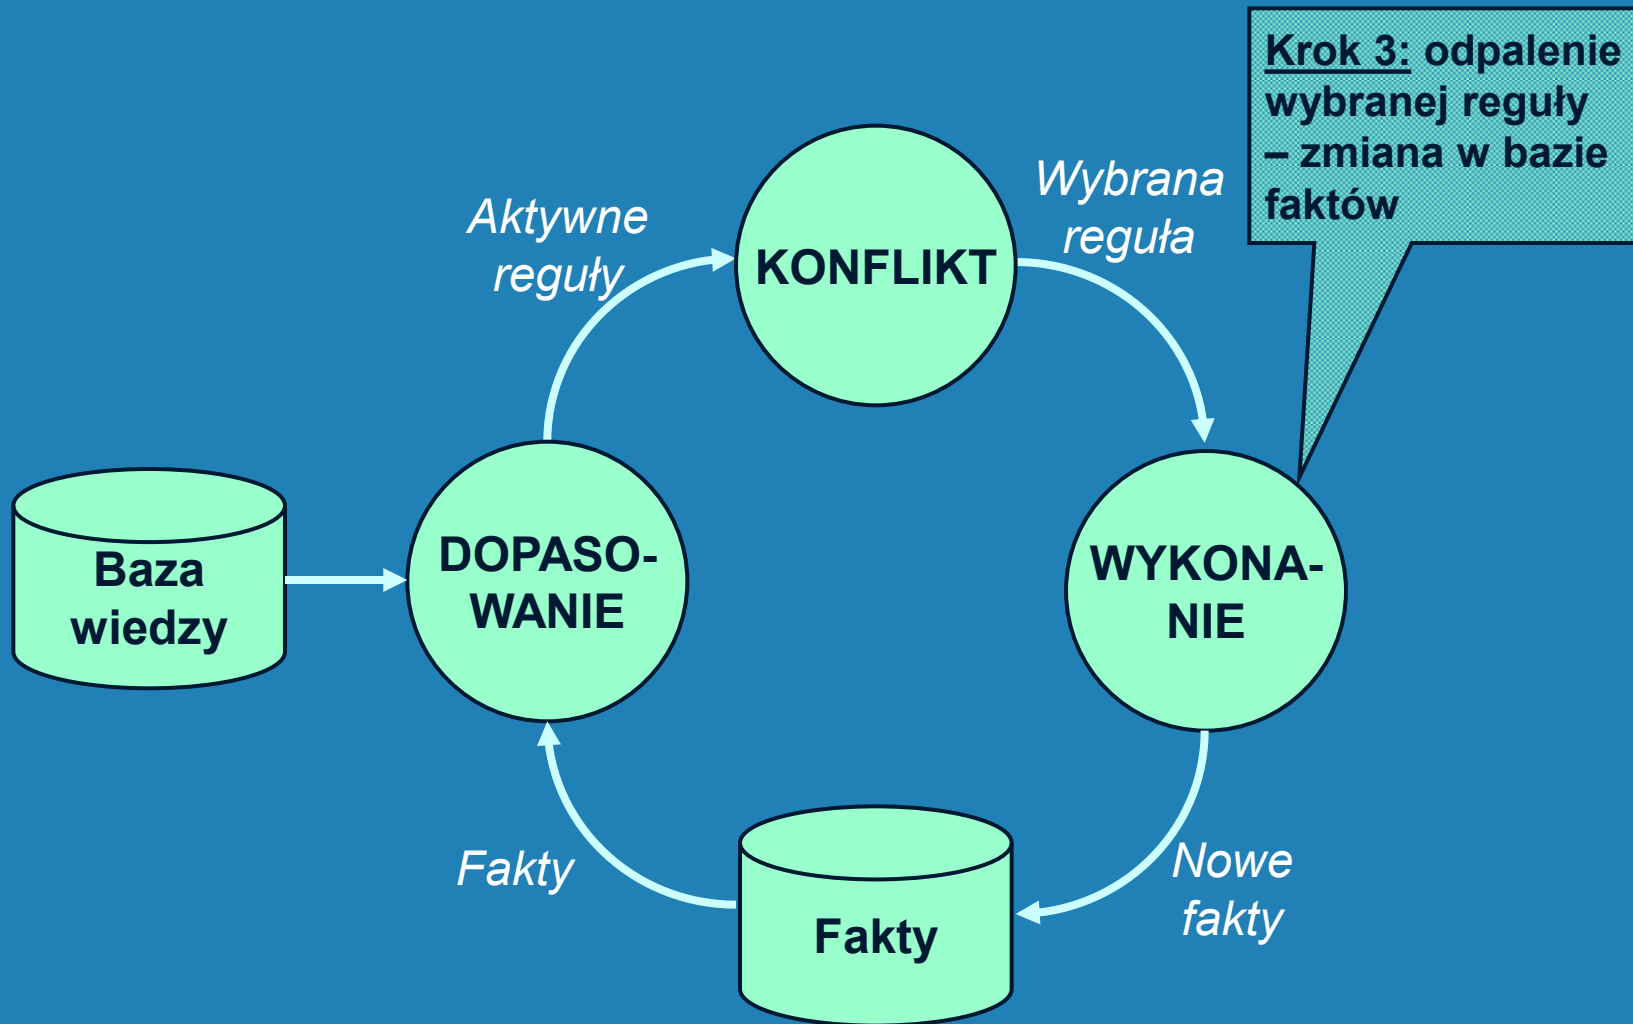 Krok 3: odpalenie
wybranej reguły
– zmiana w bazie
faktów
Aktywne
reguły
KONFLIKT
Wybrana
reguła
Baza
wiedzy
DOPASO-
WANIE
WYKONA-
NIE
Fakty
Fakty
Nowe
fakty